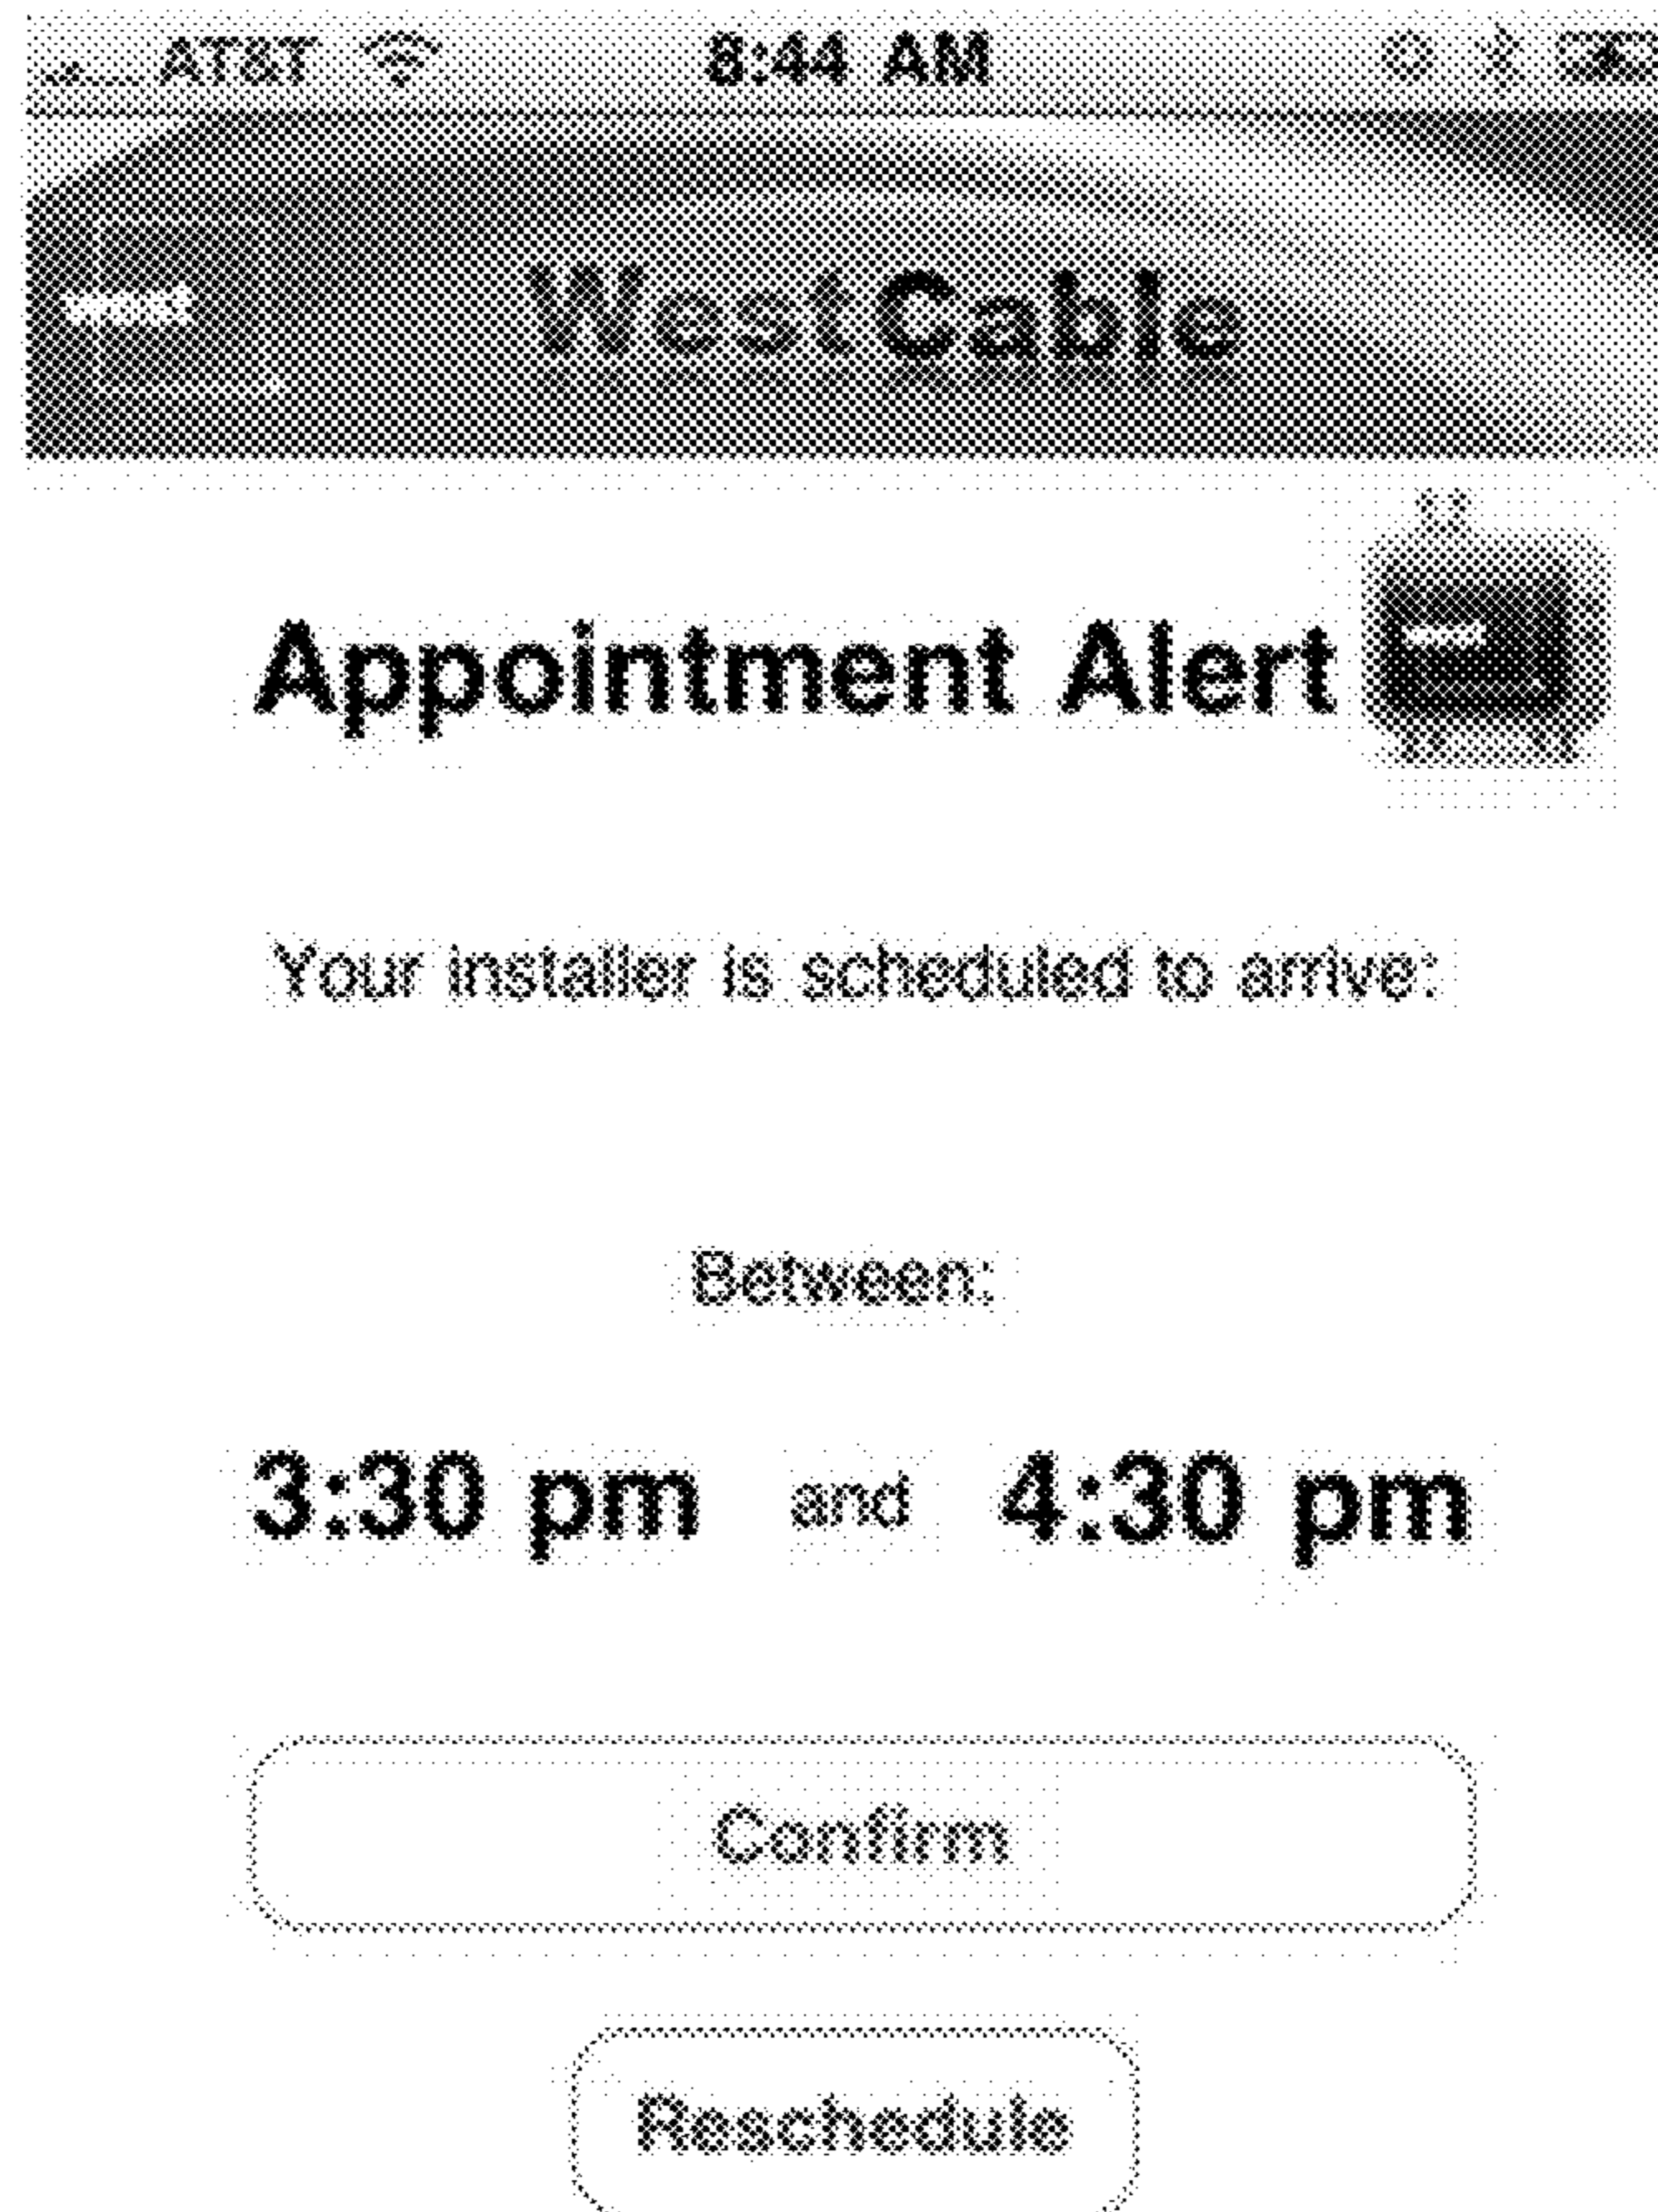 AT&T 8:44 AM
WestCable
Appointment Alert
Your installer is scheduled to arrive:
Between:
3:30 pm and 4:30 pm
Confirm
Reschedule